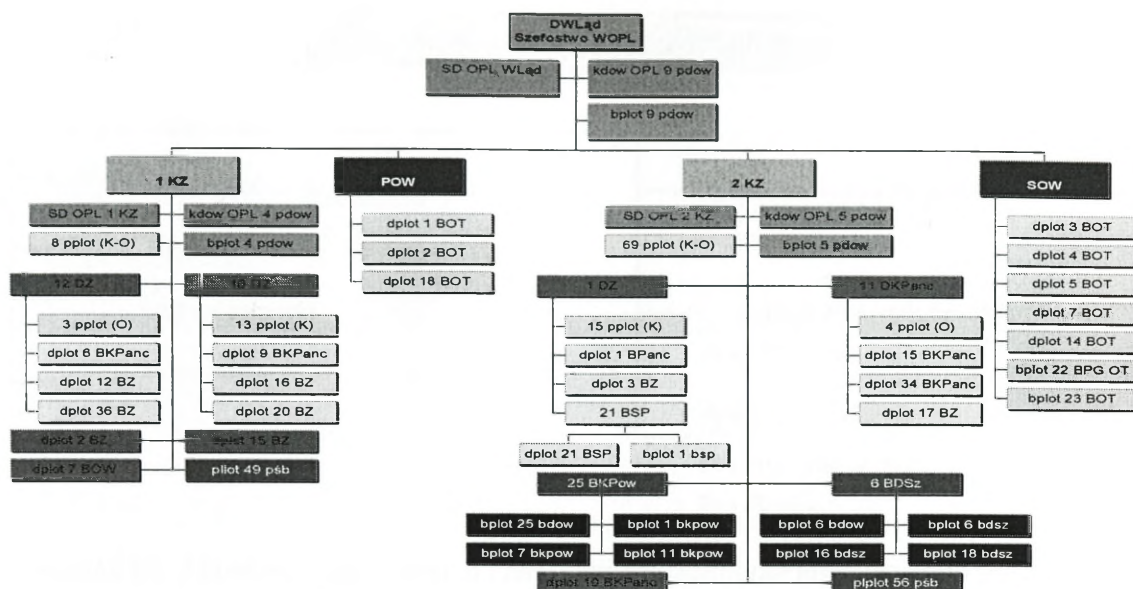 DWLąd
Szefostwo WOPL
SD OPL WLąd
kdow OPL 9 pdow
bplot 9 pdow
1 KZ
POW
2 KZ
SOW
SD OPL 1 KZ
kdow OPL 4 pdow
8 pplot (K-O)
bplot 4 pdow
12 DZ
3 pplot (O)
13 pplot (K)
dplot 6 BKPanc
dplot 9 BKPanc
dplot 12 BZ
dplot 16 BZ
dplot 36 BZ
dplot 20 BZ
dplot 2 BZ
dplot 15 BZ
dplot 7 BOW
pllot 49 pśb
dplot 1 BOT
dplot 2 BOT
dplot 18 BOT
SD OPL 2 KZ
kdow OPL 5 pdow
69 pplot (K-O)
bplot 5 pdow
1 DZ
11 DKPanc
15 pplot (K)
4 pplot (O)
dplot 1 BPanc
dplot 15 BKPanc
dplot 3 BZ
dplot 34 BKPanc
21 BSP
dplot 17 BZ
dplot 21 BSP
bplot 1 bsp
25 BKPow
6 BDSz
bplot 25 bdow
bplot 1 bkpow
bplot 6 bdow
bplot 6 bdsz
bplot 7 bkpow
bplot 11 bkpow
bplot 16 bdsz
bplot 18 bdsz
dplot 10 BKPanc
plplot 56 pśb
dplot 3 BOT
dplot 4 BOT
dplot 5 BOT
dplot 7 BOT
dplot 14 BOT
bplot 22 BPG OT
bplot 23 BOT